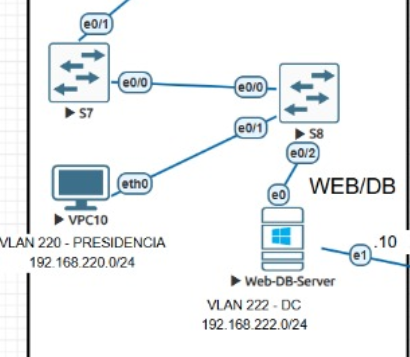 e0/1
S7
e0/0
e0/0
e0/1
S8
e0/2
eth0
e0
WEB/DB
VPC10
VLAN 220 - PRESIDENCIA
192.168.220.0/24
.10
e1
Web-DB-Server
VLAN 222 - DC
192.168.222.0/24